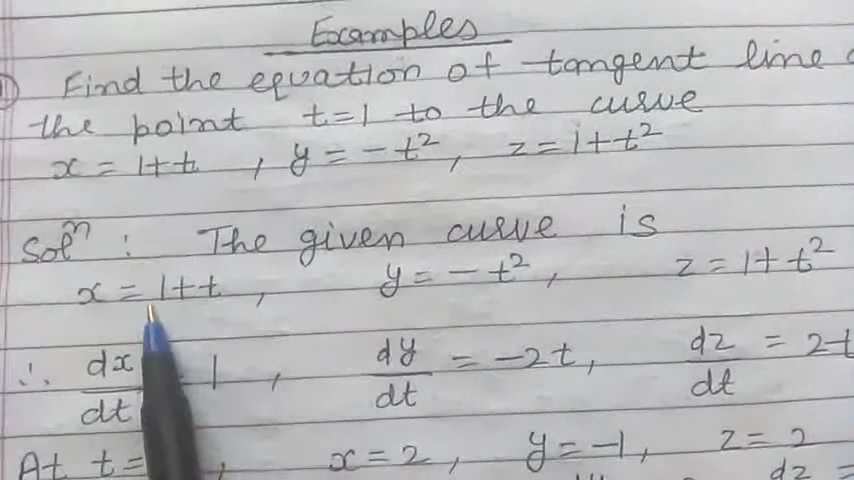 Examples
1) Find the equation of tangent line
the point t=1 to the curve
x = 1+t , y = -t², z = 1+t²
Solⁿ : The given curve is
x = 1+t , y = -t², z = 1+t²
∴ dx/dt = 1 , dy/dt = -2t, dz/dt = 2t
At t= , x = 2 , y = -1 , z = 2
dz =